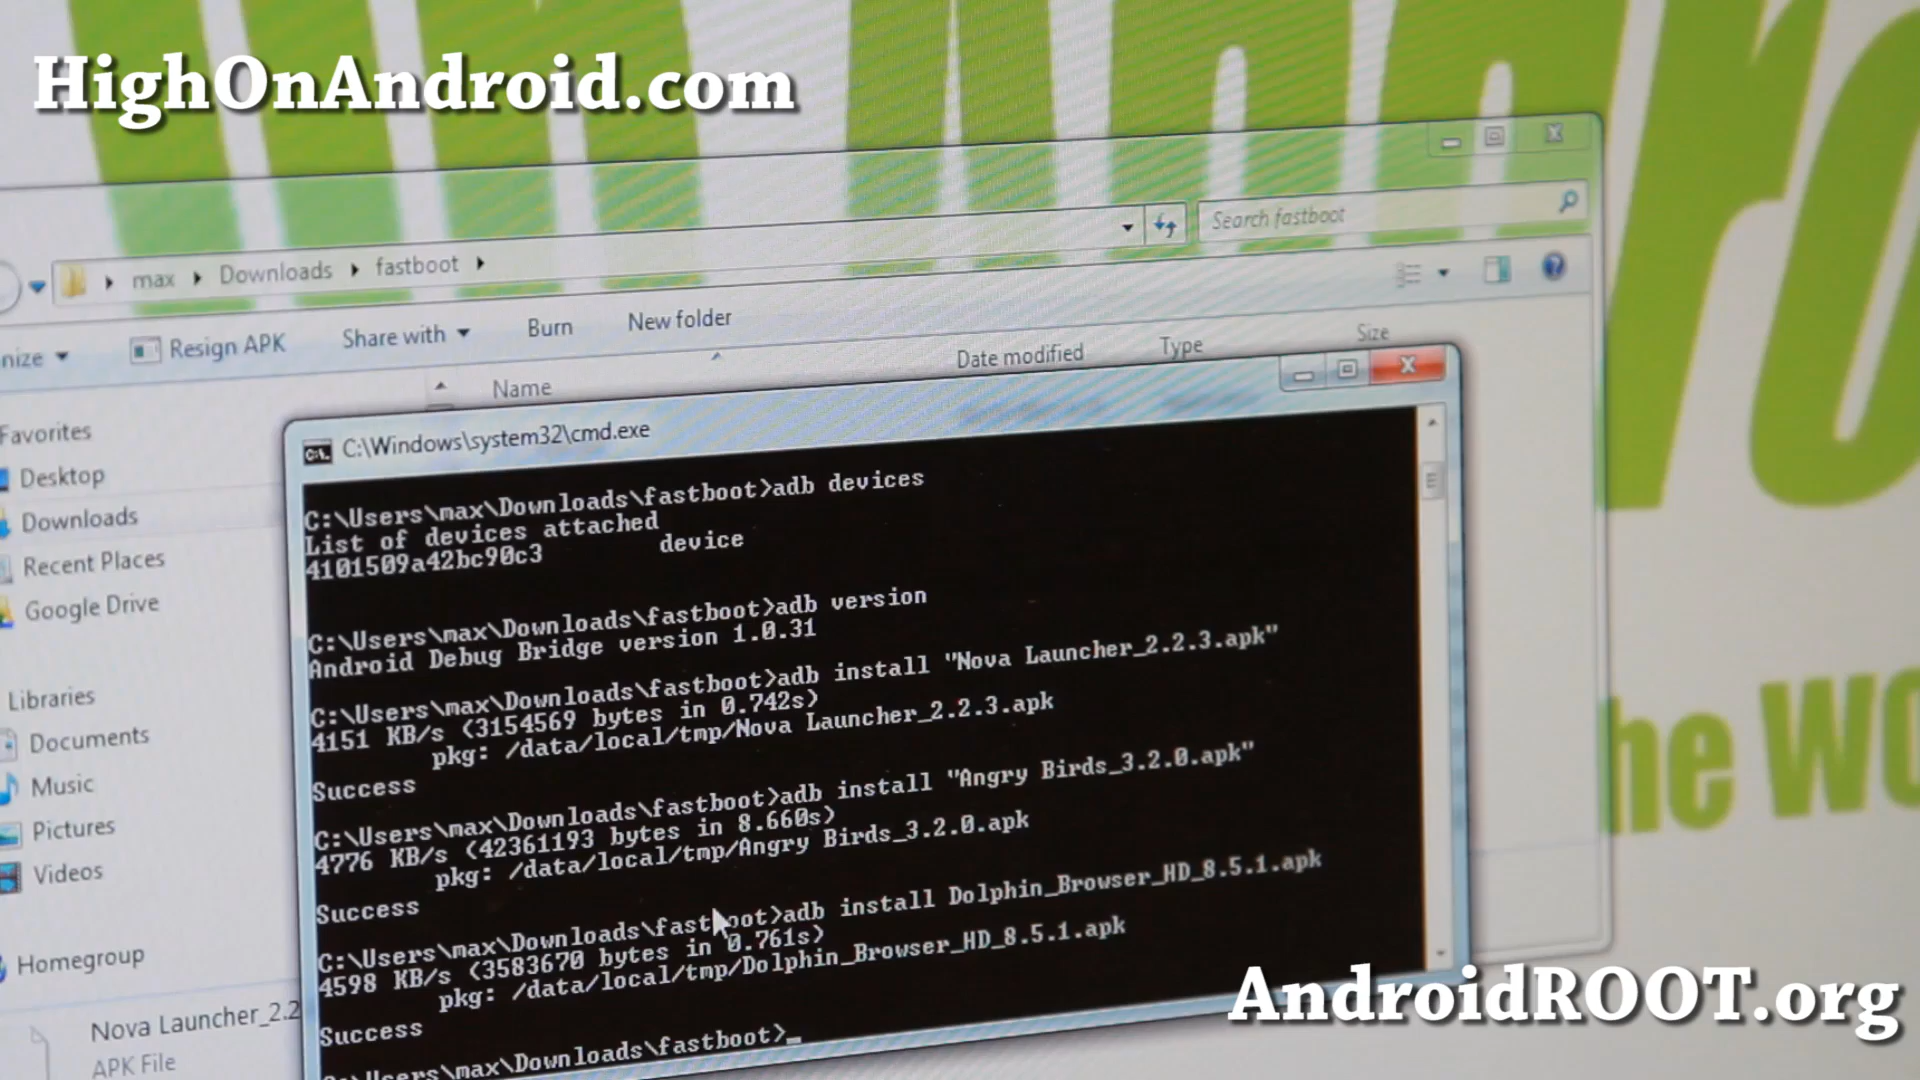 HighOnAndroid.com
Search fastboot
max Downloads fastboot
Resign APK Share with Burn New folder
Name Date modified Type Size
Favorites
Desktop
Downloads
Recent Places
Google Drive
Libraries
Documents
Music
Pictures
Videos
Homegroup
Nova Launcher_2.2
APK File
C:\Windows\system32\cmd.exe
C:\Users\max\Downloads\fastboot>adb devices
List of devices attached
4101509a42bc90c3 device
C:\Users\max\Downloads\fastboot>adb version
Android Debug Bridge version 1.0.31
C:\Users\max\Downloads\fastboot>adb install "Nova Launcher_2.2.3.apk"
4151 KB/s (3154569 bytes in 0.742s)
pkg: /data/local/tmp/Nova Launcher_2.2.3.apk
Success
C:\Users\max\Downloads\fastboot>adb install "Angry Birds_3.2.0.apk"
4776 KB/s (42361193 bytes in 8.660s)
pkg: /data/local/tmp/Angry Birds_3.2.0.apk
Success
C:\Users\max\Downloads\fastboot>adb install Dolphin_Browser_HD_8.5.1.apk
4598 KB/s (3583670 bytes in 0.761s)
pkg: /data/local/tmp/Dolphin_Browser_HD_8.5.1.apk
Success
C:\Users\max\Downloads\fastboot>_
he WO
AndroidROOT.org